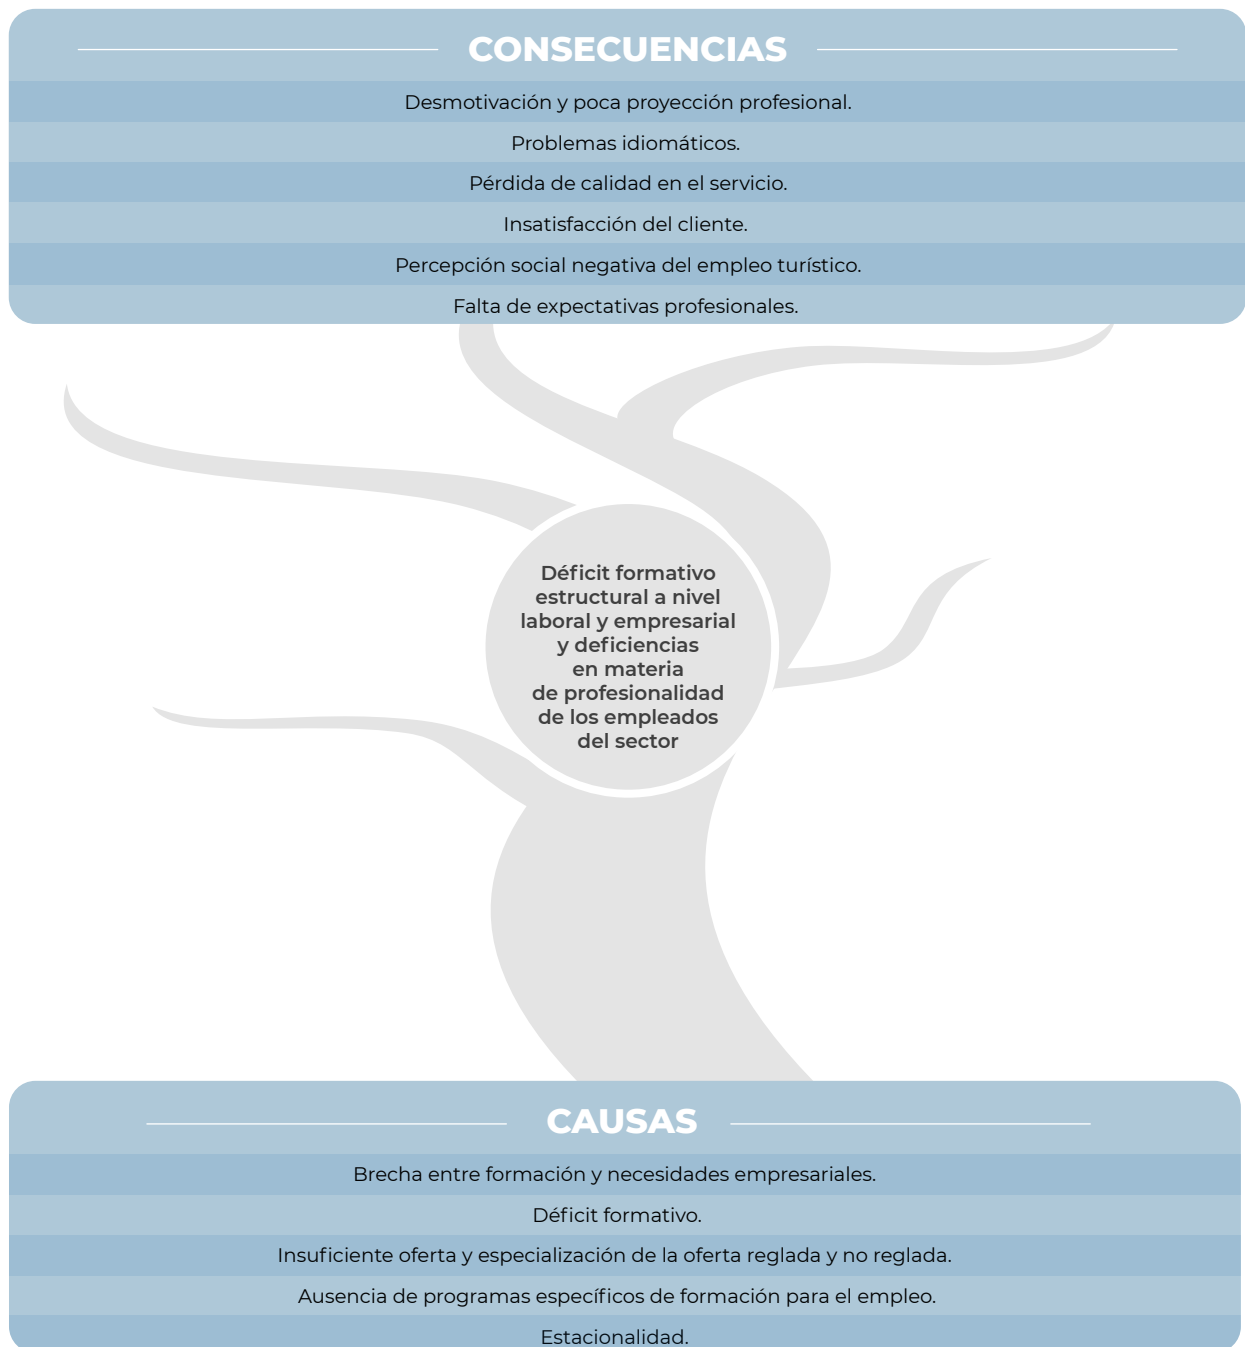 CONSECUENCIAS
Desmotivación y poca proyección profesional.
Problemas idiomáticos.
Pérdida de calidad en el servicio.
Insatisfacción del cliente.
Percepción social negativa del empleo turístico.
Falta de expectativas profesionales.
Déficit formativo
estructural a nivel
laboral y empresarial
y deficiencias
en materia
de profesionalidad
de los empleados
del sector
CAUSAS
Brecha entre formación y necesidades empresariales.
Déficit formativo.
Insuficiente oferta y especialización de la oferta reglada y no reglada.
Ausencia de programas específicos de formación para el empleo.
Estacionalidad.